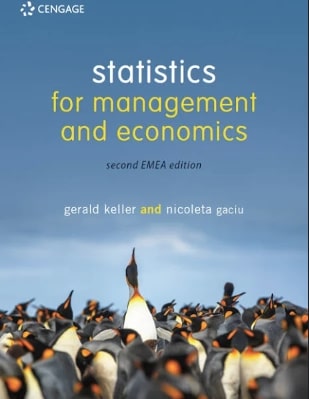 CENGAGE
statistics
for management
and economics
second EMEA edition
gerald keller and nicoleta gaciu